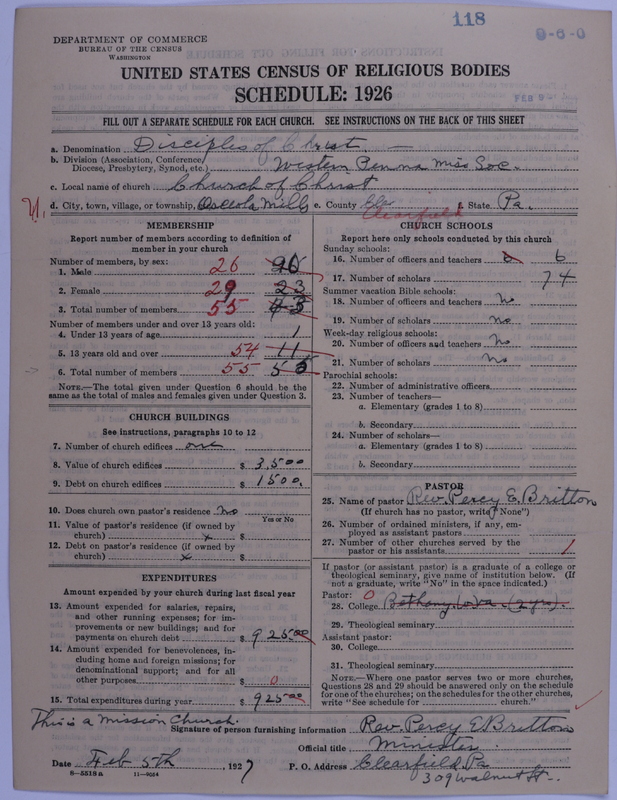 118
9-6-0
DEPARTMENT OF COMMERCE
BUREAU OF THE CENSUS
WASHINGTON
UNITED STATES CENSUS OF RELIGIOUS BODIES
SCHEDULE: 1926
FEB 9
FILL OUT A SEPARATE SCHEDULE FOR EACH CHURCH. SEE INSTRUCTIONS ON THE BACK OF THIS SHEET
a. Denomination Disciples of Christ
b. Division (Association, Conference,
Diocese, Presbytery, Synod, etc.) Western Penna Miss Soc.
c. Local name of church Church of Christ
d. City, town, village, or township, Osceola Mills e. County Clearfield f. State Pa.
MEMBERSHIP
Report number of members according to definition of
member in your church
Number of members, by sex:
1. Male 26
2. Female 29 23
3. Total number of members 55 43
Number of members under and over 13 years old:
4. Under 13 years of age 1
5. 13 years old and over 54 11
6. Total number of members 55 55
NOTE.—The total given under Question 6 should be the
same as the total of males and females given under Question 3.
CHURCH BUILDINGS
See instructions, paragraphs 10 to 12
7. Number of church edifices one
8. Value of church edifices $ 3,500
9. Debt on church edifices $ 1500.
10. Does church own pastor's residence? No
Yes or No
11. Value of pastor's residence (if owned by
church) x $
12. Debt on pastor's residence (if owned by
church) x $
EXPENDITURES
Amount expended by your church during last fiscal year
13. Amount expended for salaries, repairs,
and other running expenses; for im-
provements or new buildings; and for
payments on church debt $ 925.00
14. Amount expended for benevolences, in-
cluding home and foreign missions; for
denominational support; and for all
other purposes $ 0
15. Total expenditures during year $ 925.00
CHURCH SCHOOLS
Report here only schools conducted by this church
Sunday schools:
16. Number of officers and teachers 6
17. Number of scholars 74
Summer vacation Bible schools:
18. Number of officers and teachers No
19. Number of scholars No
Week-day religious schools:
20. Number of officers and teachers No
21. Number of scholars No
Parochial schools:
22. Number of administrative officers
23. Number of teachers—
a. Elementary (grades 1 to 8)
b. Secondary
24. Number of scholars—
a. Elementary (grades 1 to 8)
b. Secondary
PASTOR
25. Name of pastor Rev. Percy E. Britton
(If church has no pastor, write "None")
26. Number of ordained ministers, if any, em-
ployed as assistant pastors
27. Number of other churches served by the
pastor or his assistants 1
If pastor (or assistant pastor) is a graduate of a college or
theological seminary, give name of institution below. (If
not a graduate, write "No" in the space indicated.)
Pastor: 0
28. College Bethany W. Va. (2 yrs).
29. Theological seminary
Assistant pastor:
30. College
31. Theological seminary
NOTE.—Where one pastor serves two or more churches,
Questions 28 and 29 should be answered only on the schedule
for one of the churches; on the schedules for the other churches,
write "See schedule for church."
This is a Mission Church.
Signature of person furnishing information Rev. Percy E. Britton
Official title Minister.
Date Feb 5th, 1927 P. O. Address Clearfield, Pa
8—5518a 11—9064 309 Walnut St.